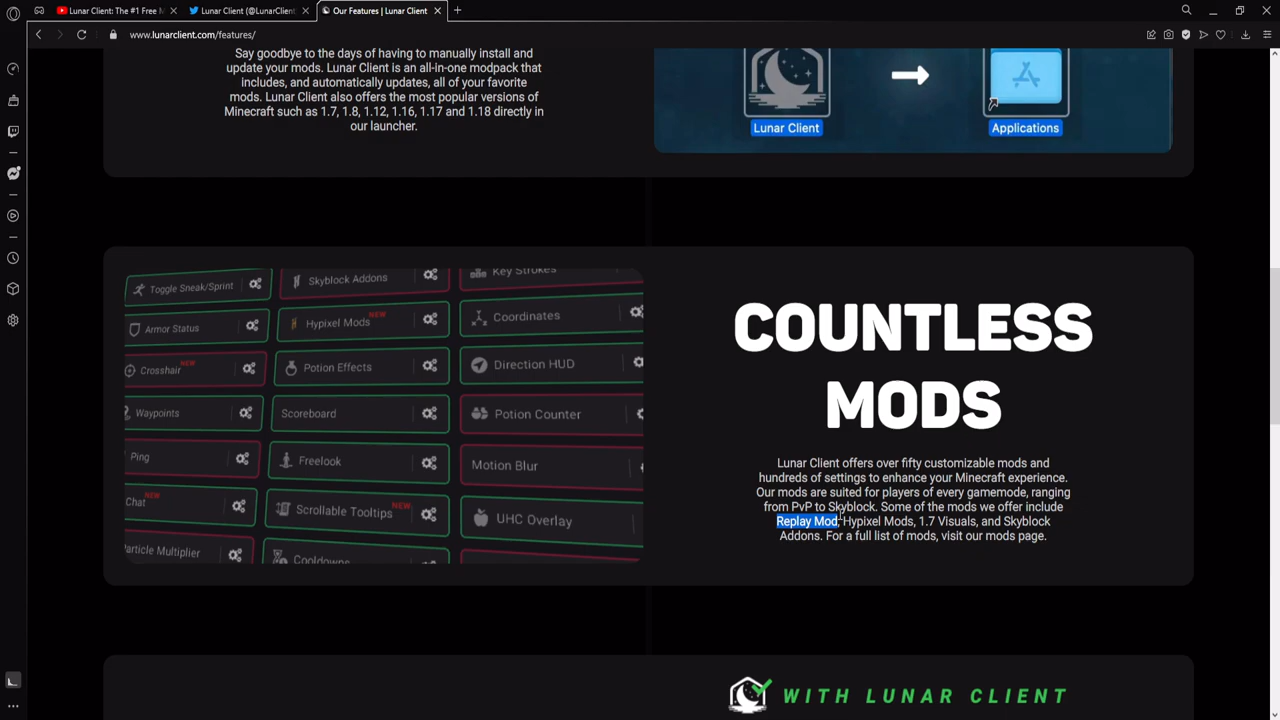 Lunar Client: The #1 Free M
Lunar Client (@LunarClient
Our Features | Lunar Client
www.lunarclient.com/features/
Say goodbye to the days of having to manually install and
update your mods. Lunar Client is an all-in-one modpack that
includes, and automatically updates, all of your favorite
mods. Lunar Client also offers the most popular versions of
Minecraft such as 1.7, 1.8, 1.12, 1.16, 1.17 and 1.18 directly in
our launcher.
Lunar Client
Applications
Toggle Sneak/Sprint
Skyblock Addons
Key Strokes
Armor Status
Hypixel Mods
NEW
Coordinates
Crosshair
NEW
Potion Effects
Direction HUD
Waypoints
Scoreboard
Potion Counter
Ping
Freelook
Motion Blur
Chat
NEW
Scrollable Tooltips
NEW
UHC Overlay
Particle Multiplier
Cooldowns
COUNTLESS
MODS
Lunar Client offers over fifty customizable mods and
hundreds of settings to enhance your Minecraft experience.
Our mods are suited for players of every gamemode, ranging
from PvP to Skyblock. Some of the mods we offer include
Replay Mod, Hypixel Mods, 1.7 Visuals, and Skyblock
Addons. For a full list of mods, visit our mods page.
WITH LUNAR CLIENT